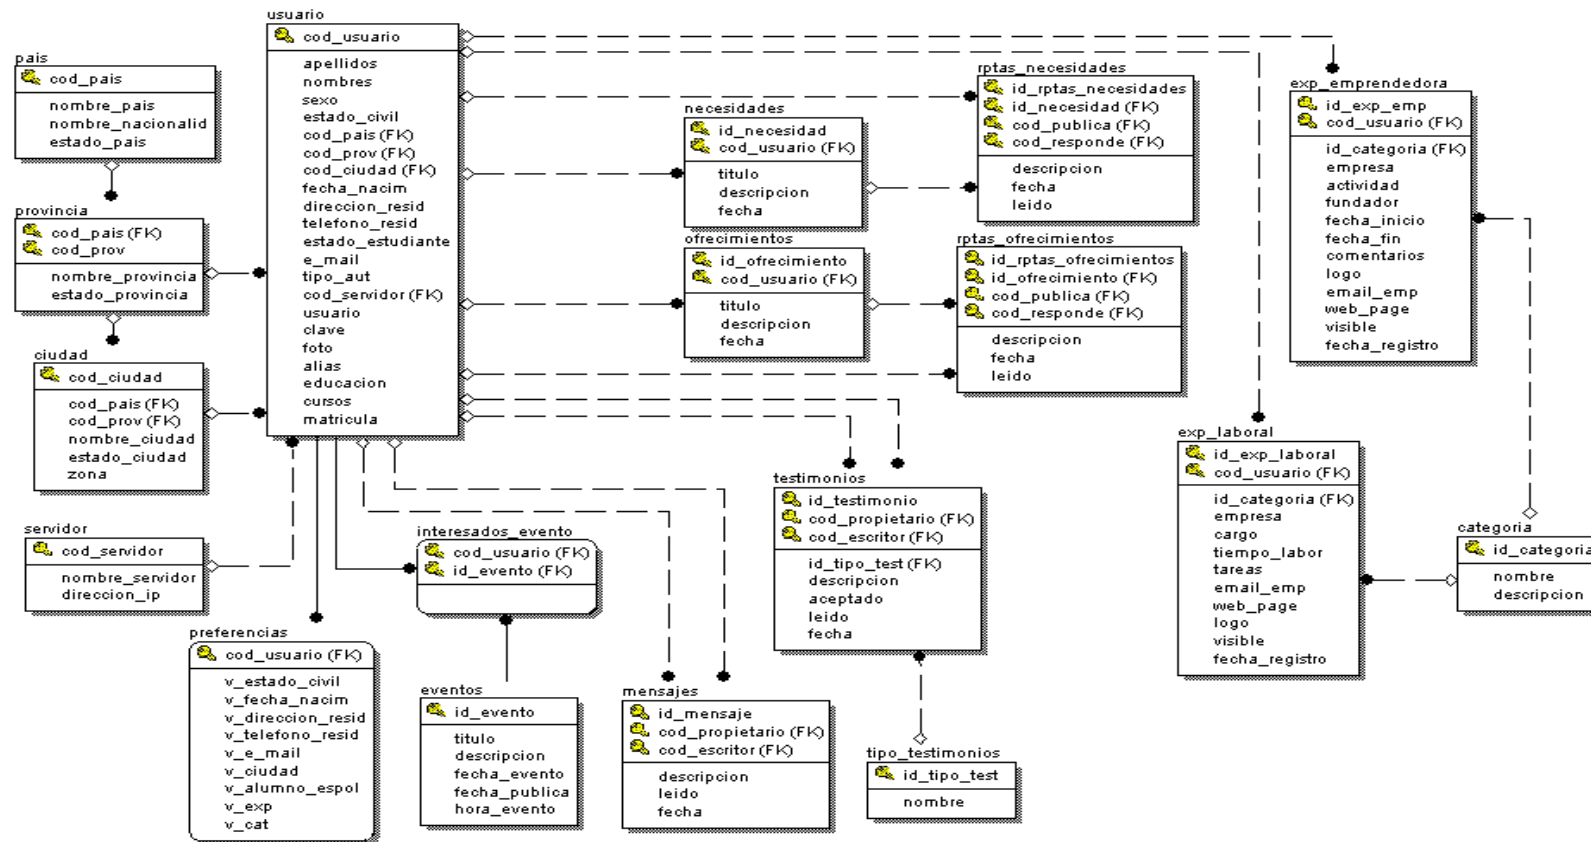 usuario
cod_usuario
apellidos
nombres
sexo
estado_civil
cod_pais (FK)
cod_prov (FK)
cod_ciudad (FK)
fecha_nacim
direccion_resid
telefono_resid
estado_estudiante
e_mail
tipo_aut
cod_servidor (FK)
usuario
clave
foto
alias
educacion
cursos
matricula
pais
cod_pais
nombre_pais
nombre_nacionalid
estado_pais
provincia
cod_pais (FK)
cod_prov
nombre_provincia
estado_provincia
ciudad
cod_ciudad
cod_pais (FK)
cod_prov (FK)
nombre_ciudad
estado_ciudad
zona
servidor
cod_servidor
nombre_servidor
direccion_ip
preferencias
cod_usuario (FK)
v_estado_civil
v_fecha_nacim
v_direccion_resid
v_telefono_resid
v_e_mail
v_ciudad
v_alumno_espol
v_exp
v_cat
interesados_evento
cod_usuario (FK)
id_evento (FK)
eventos
id_evento
titulo
descripcion
fecha_evento
fecha_publica
hora_evento
mensajes
id_mensaje
cod_propietario (FK)
cod_escritor (FK)
descripcion
leido
fecha
necesidades
id_necesidad
cod_usuario (FK)
titulo
descripcion
fecha
ofrecimientos
id_ofrecimiento
cod_usuario (FK)
titulo
descripcion
fecha
rptas_necesidades
id_rptas_necesidades
id_necesidad (FK)
cod_publica (FK)
cod_responde (FK)
descripcion
fecha
leido
rptas_ofrecimientos
id_rptas_ofrecimientos
id_ofrecimiento (FK)
cod_publica (FK)
cod_responde (FK)
descripcion
fecha
leido
testimonios
id_testimonio
cod_propietario (FK)
cod_escritor (FK)
id_tipo_test (FK)
descripcion
aceptado
leido
fecha
tipo_testimonios
id_tipo_test
nombre
exp_emprendedora
id_exp_emp
cod_usuario (FK)
id_categoria (FK)
empresa
actividad
fundador
fecha_inicio
fecha_fin
comentarios
logo
email_emp
web_page
visible
fecha_registro
exp_laboral
id_exp_laboral
cod_usuario (FK)
id_categoria (FK)
empresa
cargo
tiempo_labor
tareas
email_emp
web_page
logo
visible
fecha_registro
categoria
id_categoria
nombre
descripcion